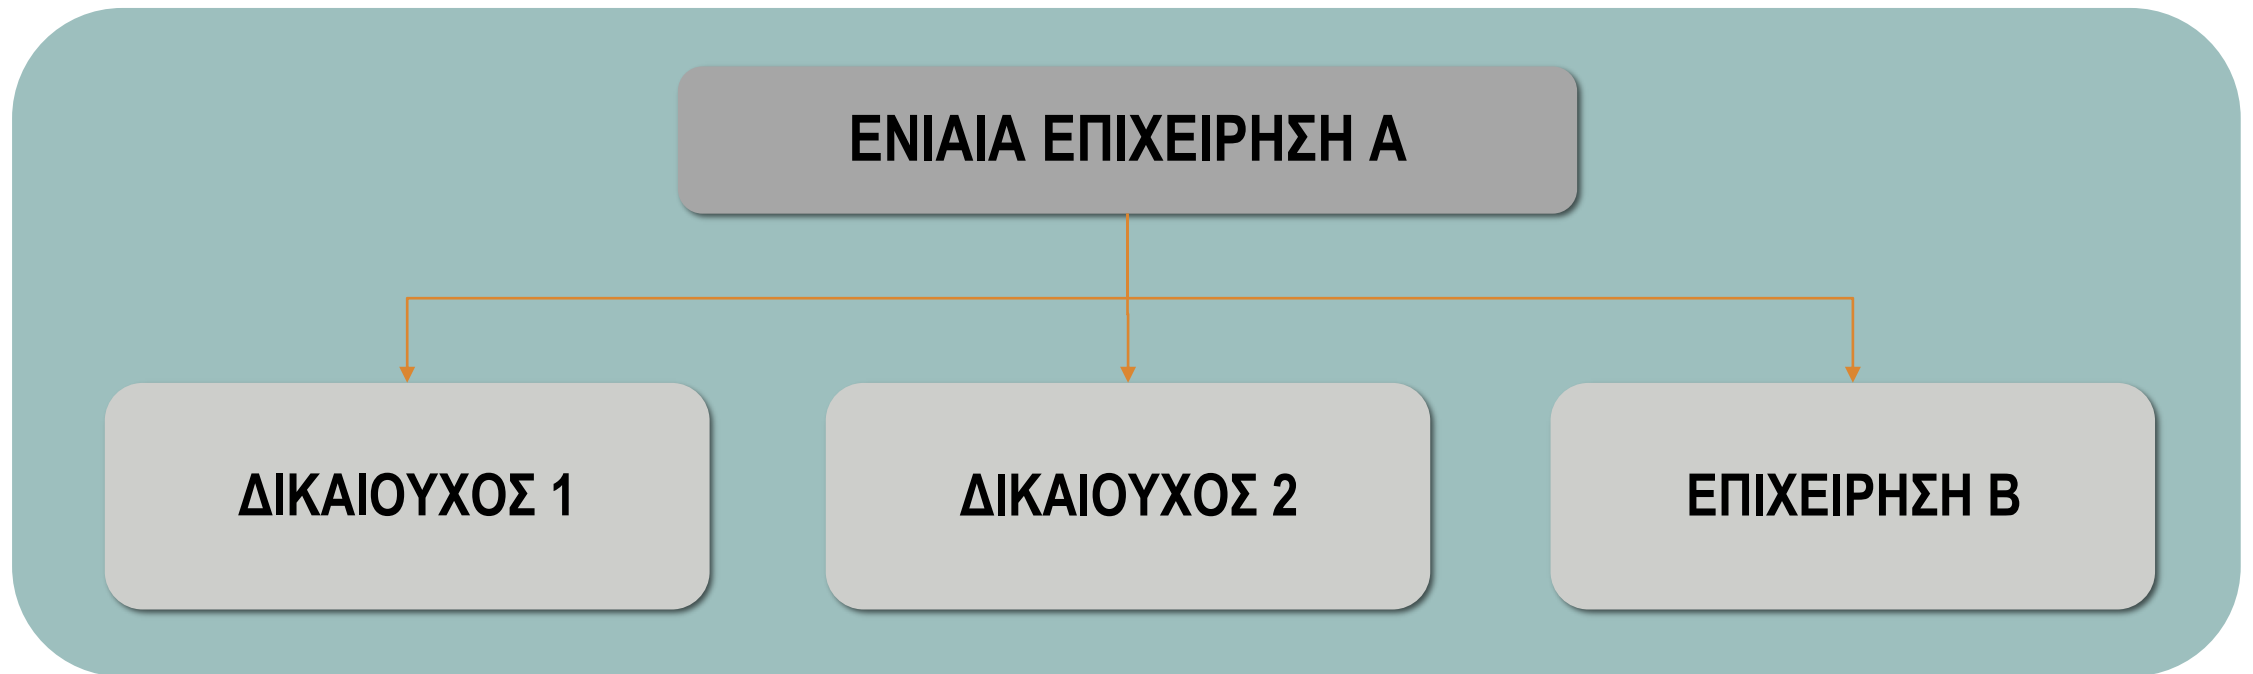 ΕΝΙΑΙΑ ΕΠΙΧΕΙΡΗΣΗ Α
ΔΙΚΑΙΟΥΧΟΣ 1
ΔΙΚΑΙΟΥΧΟΣ 2
ΕΠΙΧΕΙΡΗΣΗ Β